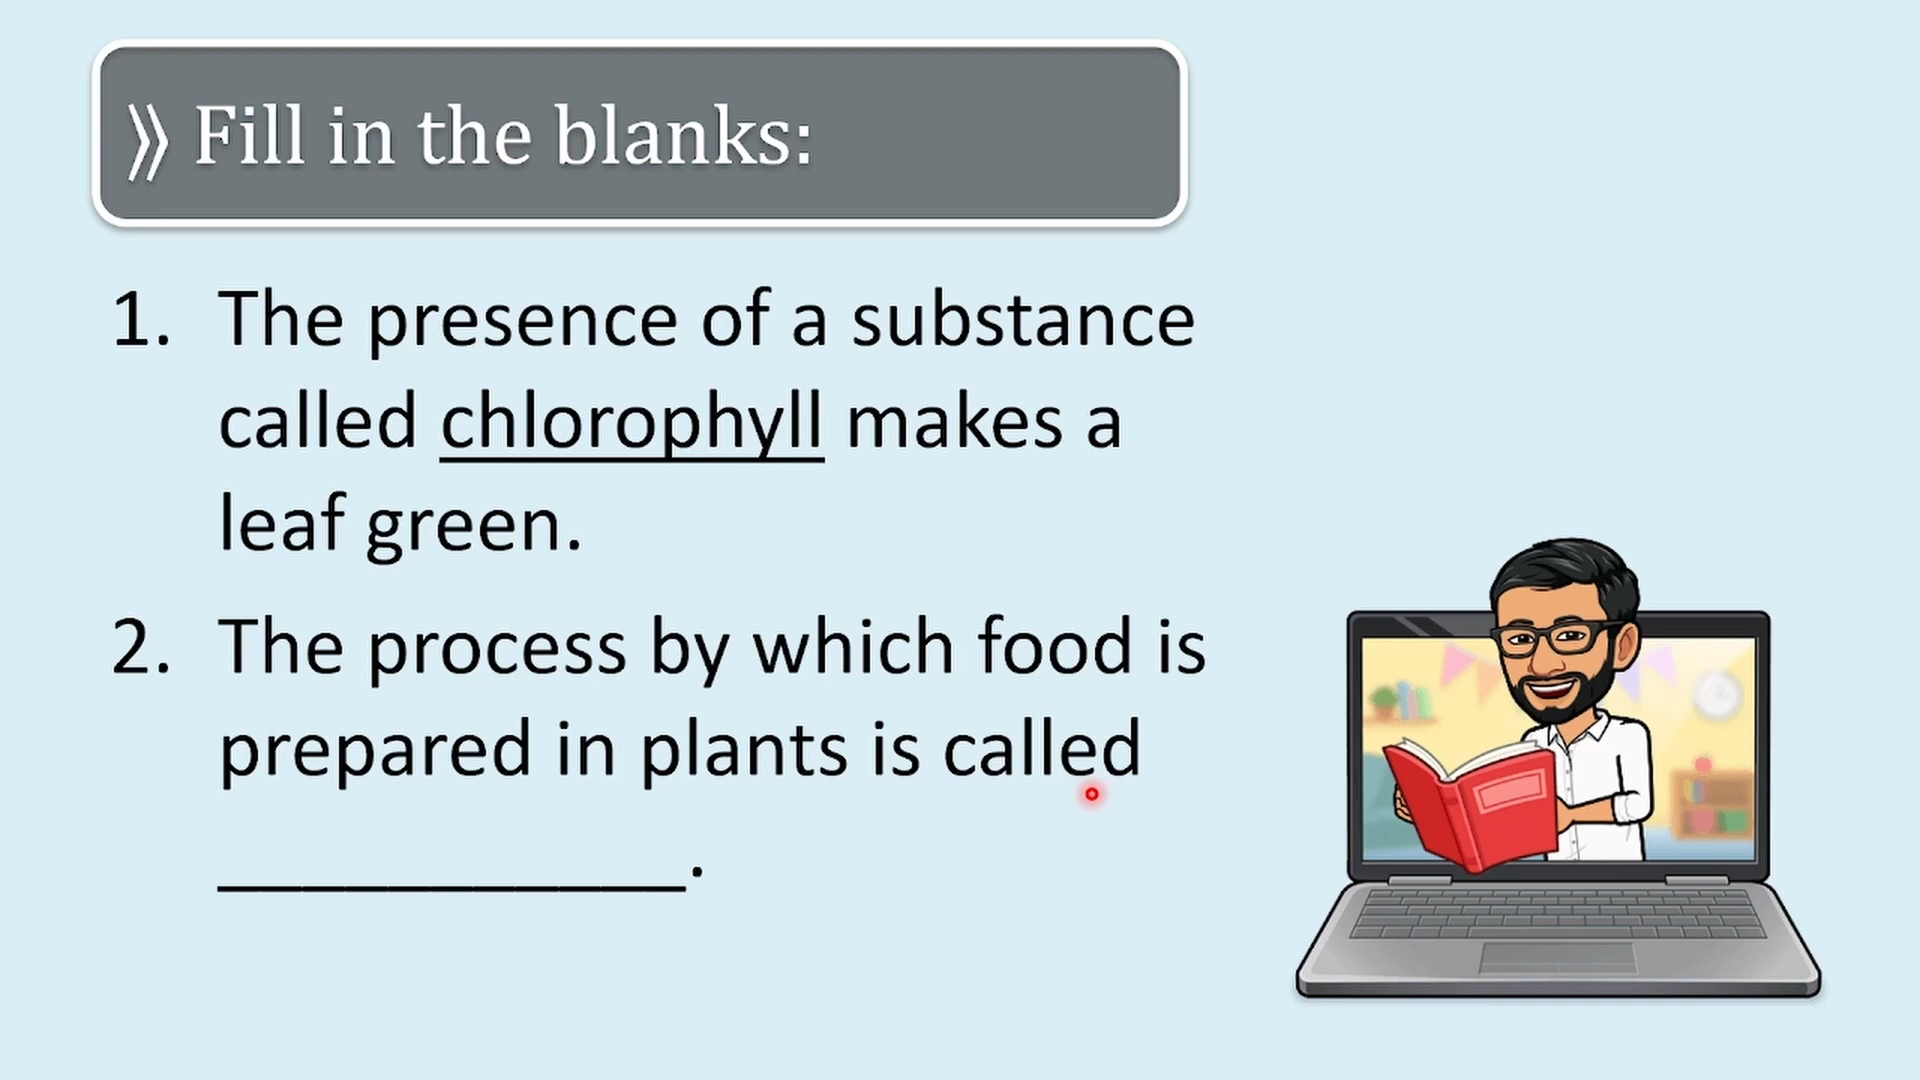 ⟫ Fill in the blanks:
1. The presence of a substance
called chlorophyll makes a
leaf green.
2. The process by which food is
prepared in plants is called
___________.